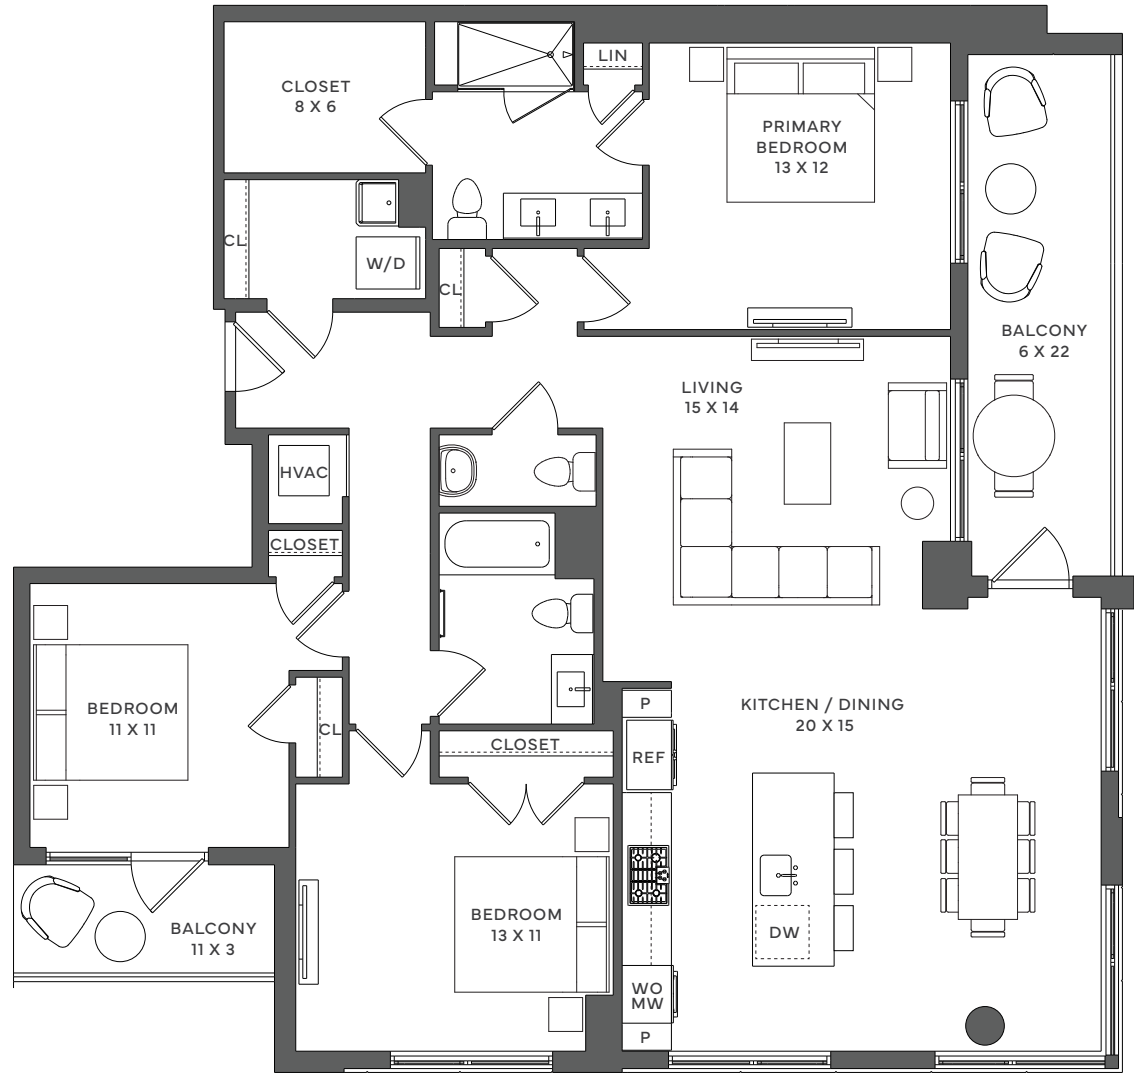 LIN
CLOSET
8 X 6
PRIMARY
BEDROOM
13 X 12
CL
W/D
CL
BALCONY
6 X 22
LIVING
15 X 14
HVAC
CLOSET
BEDROOM
11 X 11
CL
CLOSET
P
REF
KITCHEN / DINING
20 X 15
BALCONY
11 X 3
BEDROOM
13 X 11
DW
WO
MW
P